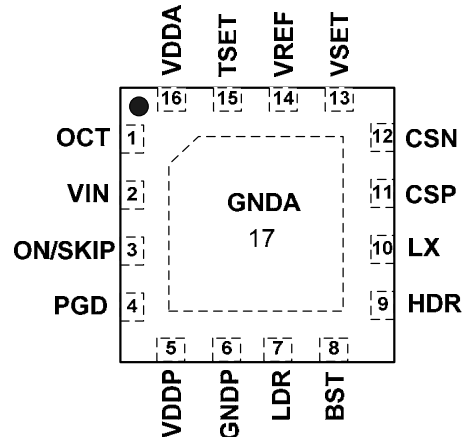 VDDA
TSET
VREF
VSET
16
15
14
13
OCT 1
12 CSN
VIN 2
11 CSP
GNDA
17
ON/SKIP 3
10 LX
PGD 4
9 HDR
5
6
7
8
VDDP
GNDP
LDR
BST